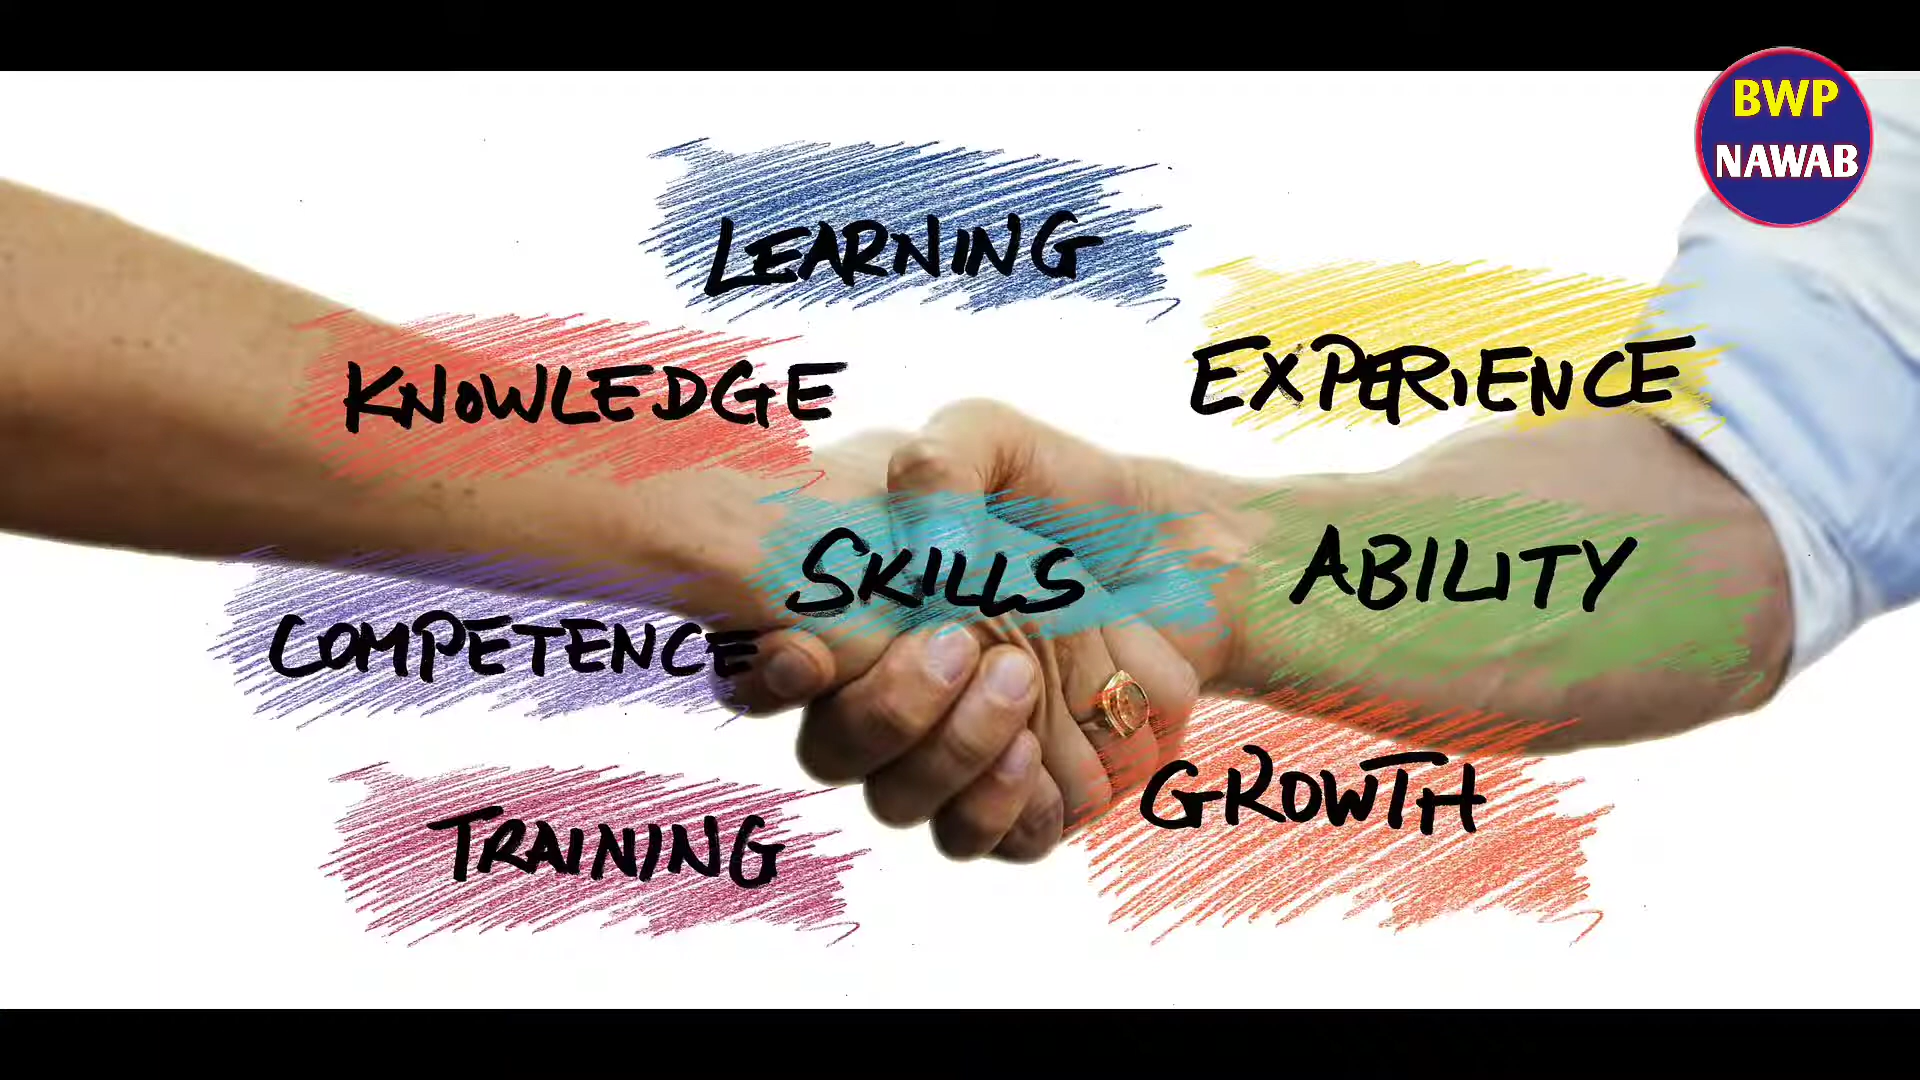 BWP
NAWAB
LEARNING
KNOWLEDGE
EXPERIENCE
SKILLS
ABILITY
COMPETENCE
GROWTH
TRAINING